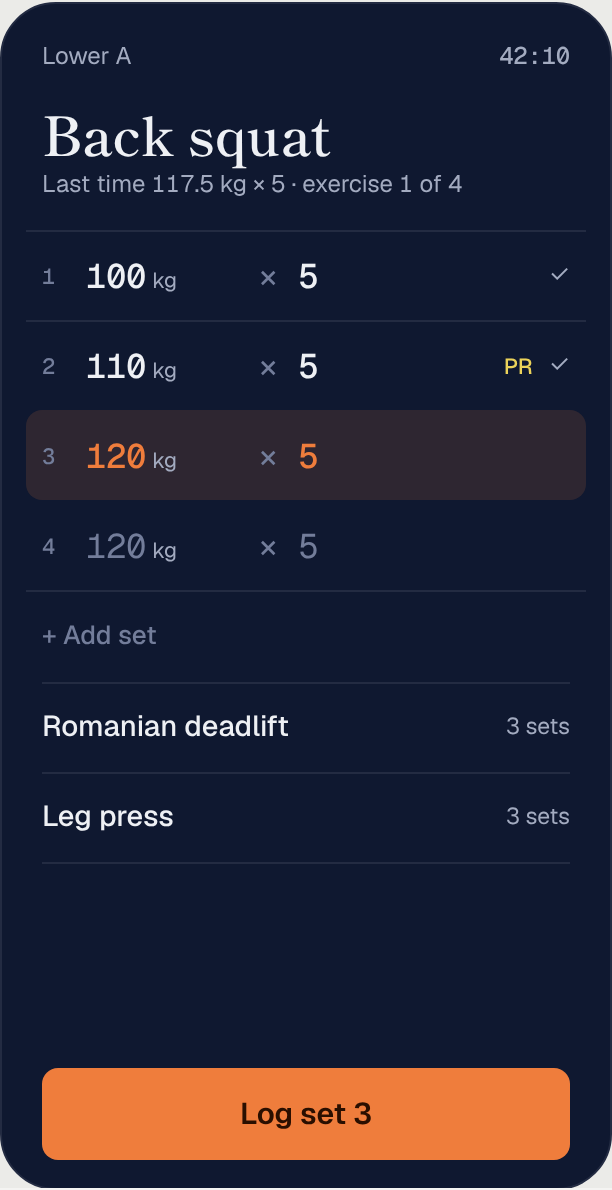 Lower A 42:10
Back squat
Last time 117.5 kg × 5 · exercise 1 of 4
1 100 kg × 5 ✓
2 110 kg × 5 PR ✓
3 120 kg × 5
4 120 kg × 5
+ Add set
Romanian deadlift 3 sets
Leg press 3 sets
Log set 3